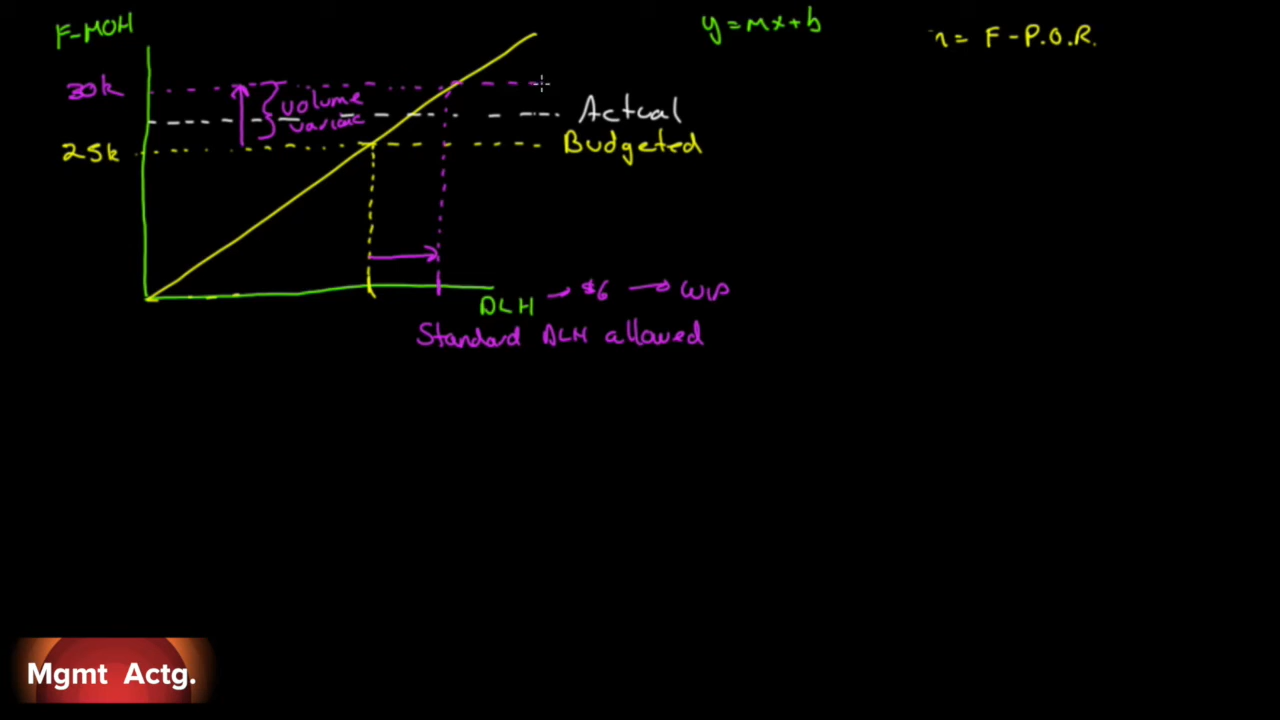 F-MOH
y=mx+b
= F-P.O.R.
30k
volume
variance
Actual
25k
Budgeted
DLH → $6 → WIP
Standard DLH allowed
Mgmt Actg.